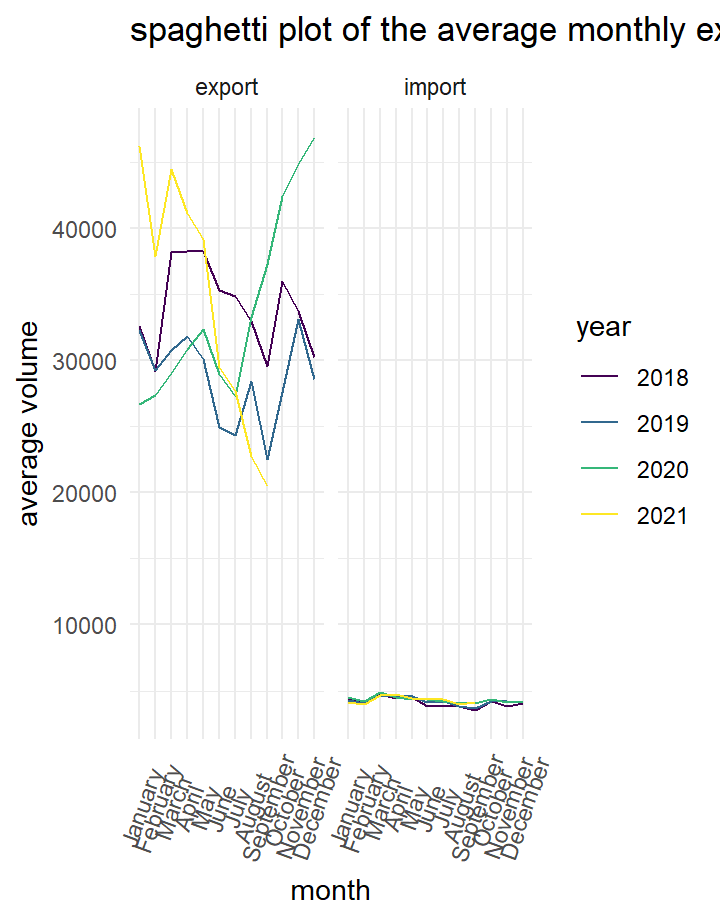 spaghetti plot of the average monthly ex
export import
40000
30000
20000
10000
average volume
January
February
March
April
May
June
July
August
September
October
November
December
January
February
March
April
May
June
July
August
September
October
November
December
month
year
2018
2019
2020
2021